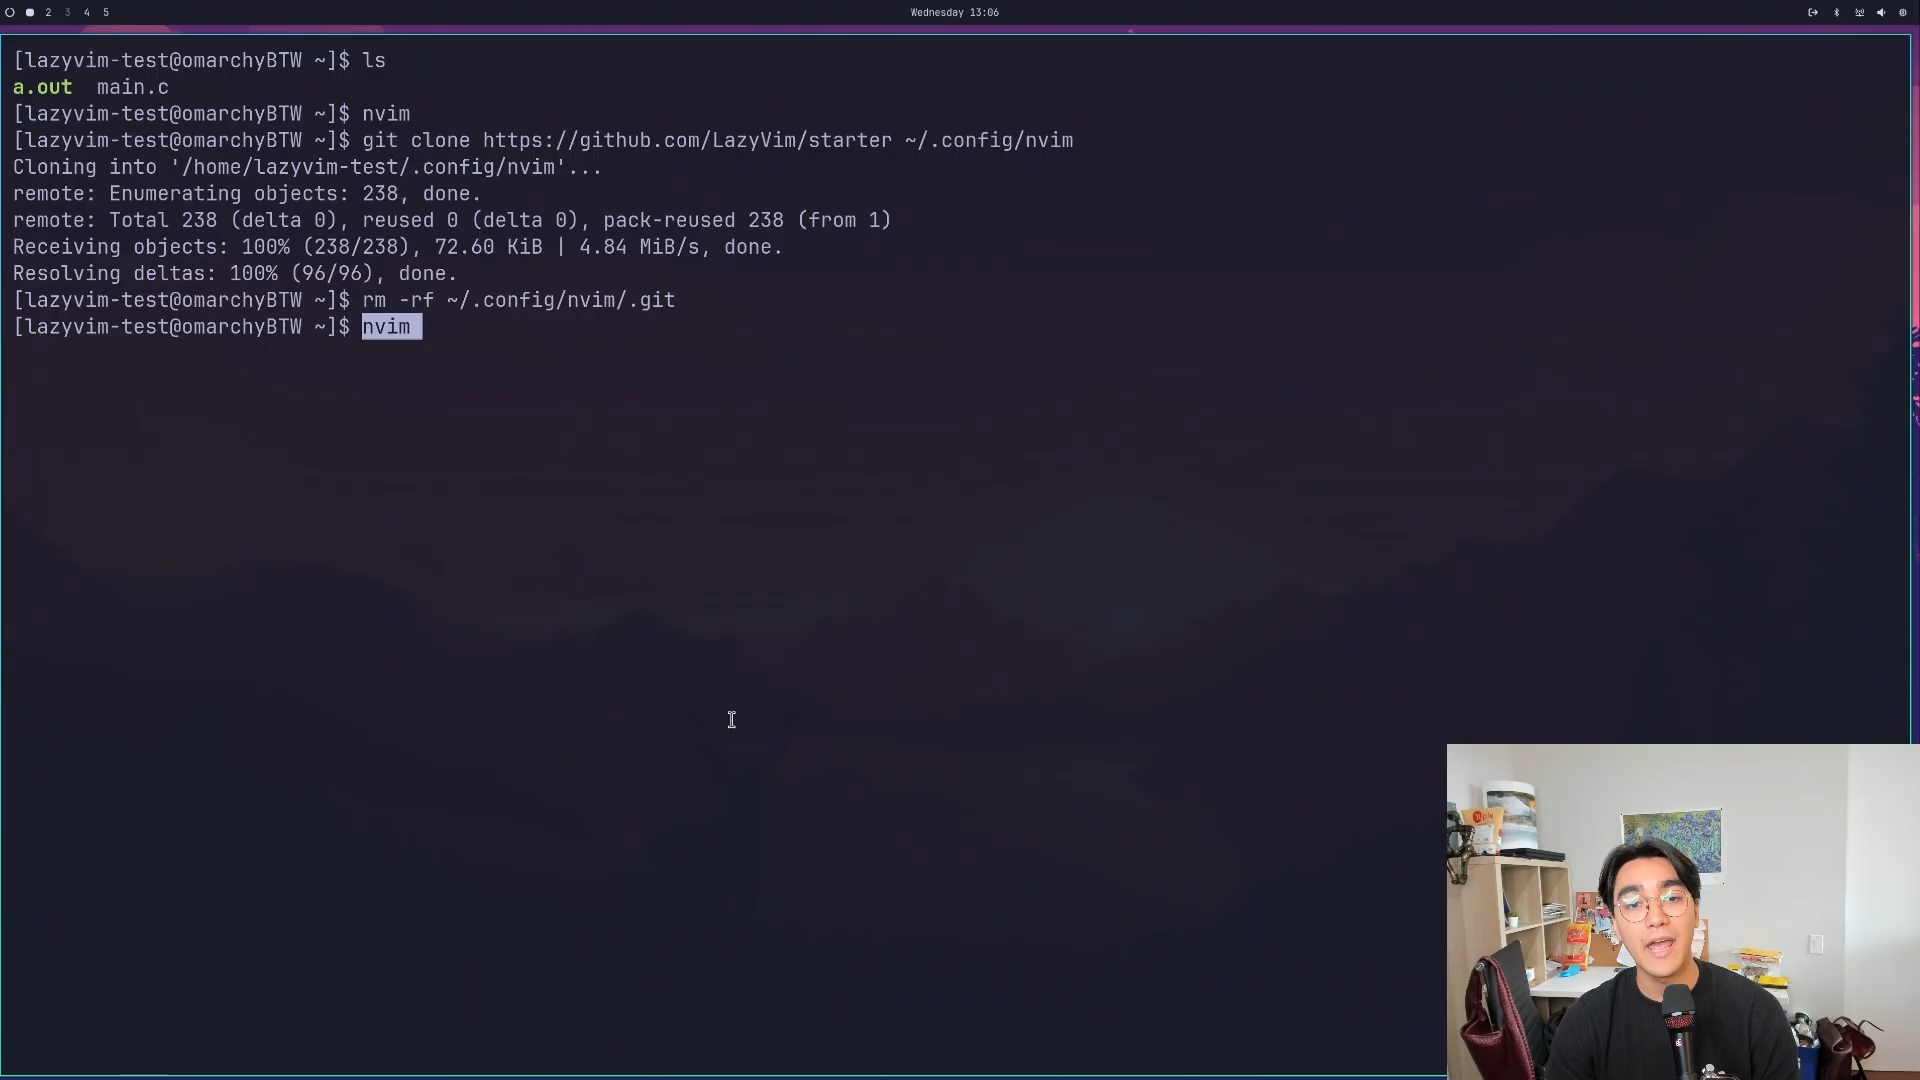 2 3 4 5
Wednesday 13:06
[lazyvim-test@omarchyBTW ~]$ ls
a.out  main.c
[lazyvim-test@omarchyBTW ~]$ nvim
[lazyvim-test@omarchyBTW ~]$ git clone https://github.com/LazyVim/starter ~/.config/nvim
Cloning into '/home/lazyvim-test/.config/nvim'...
remote: Enumerating objects: 238, done.
remote: Total 238 (delta 0), reused 0 (delta 0), pack-reused 238 (from 1)
Receiving objects: 100% (238/238), 72.60 KiB | 4.84 MiB/s, done.
Resolving deltas: 100% (96/96), done.
[lazyvim-test@omarchyBTW ~]$ rm -rf ~/.config/nvim/.git
[lazyvim-test@omarchyBTW ~]$ nvim